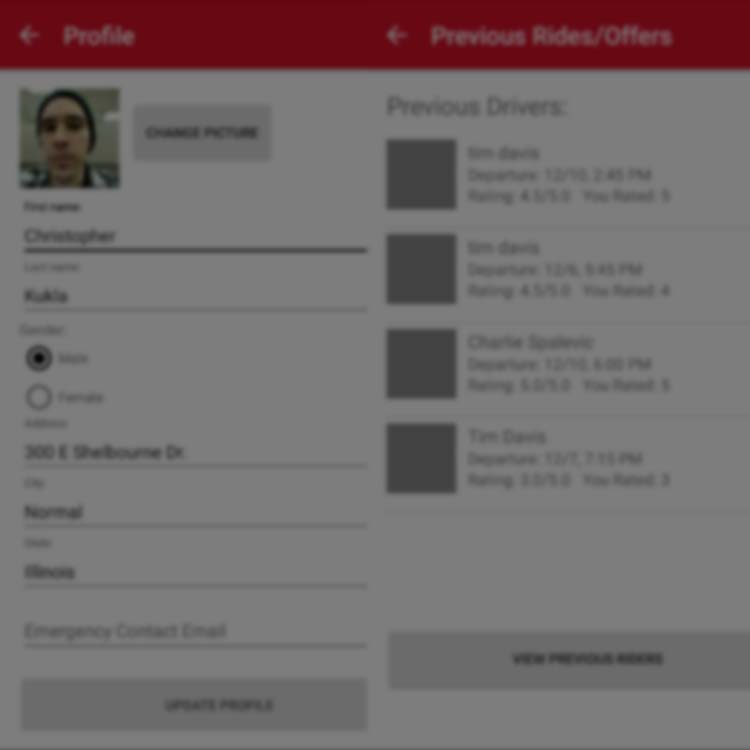 Profile
CHANGE PICTURE
First name
Christopher
Last name
Kukla
Gender:
Male
Female
Address
300 E Shelbourne Dr.
City
Normal
State
Illinois
Emergency Contact Email
UPDATE PROFILE
Previous Rides/Offers
Previous Drivers:
tim davis
Departure: 12/10, 2:45 PM
Rating: 4.5/5.0 You Rated: 5
tim davis
Departure: 12/6, 5:45 PM
Rating: 4.5/5.0 You Rated: 4
Charlie Spalevic
Departure: 12/10, 6:00 PM
Rating: 5.0/5.0 You Rated: 5
Tim Davis
Departure: 12/7, 7:15 PM
Rating: 3.0/5.0 You Rated: 3
VIEW PREVIOUS RIDERS